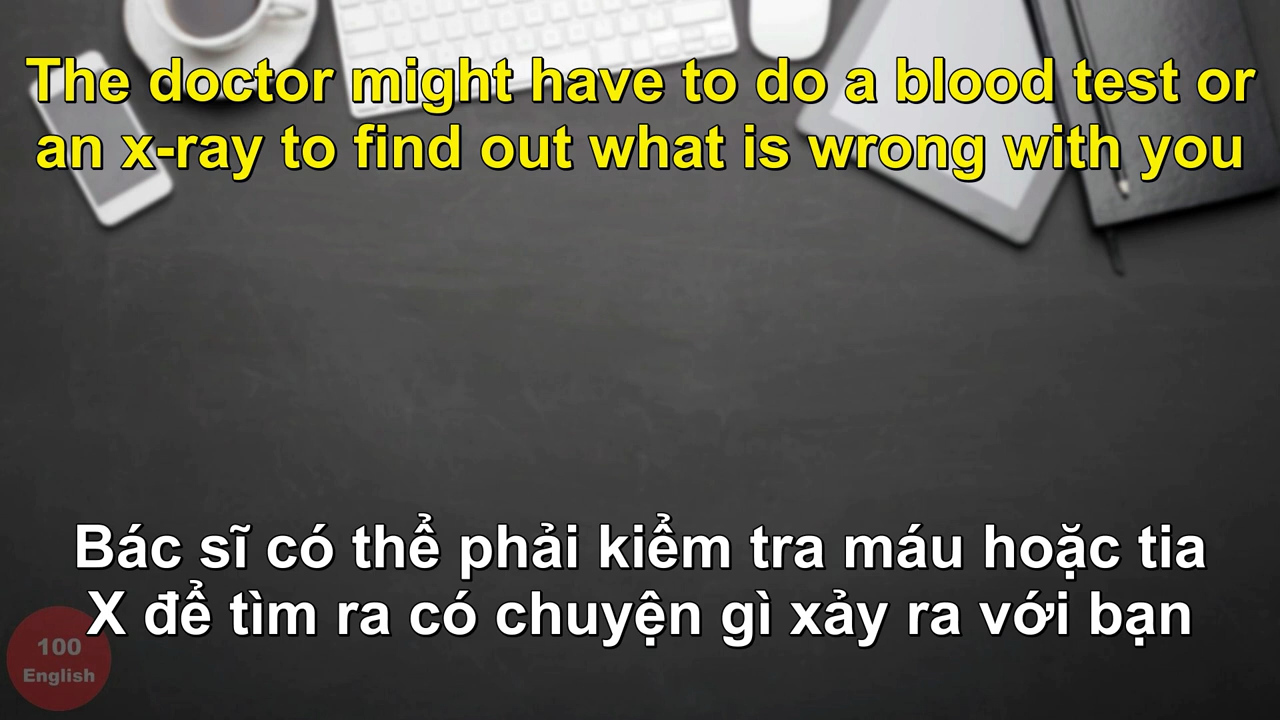 The doctor might have to do a blood test or
an x-ray to find out what is wrong with you
Bác sĩ có thể phải kiểm tra máu hoặc tia
X để tìm ra có chuyện gì xảy ra với bạn
100
English